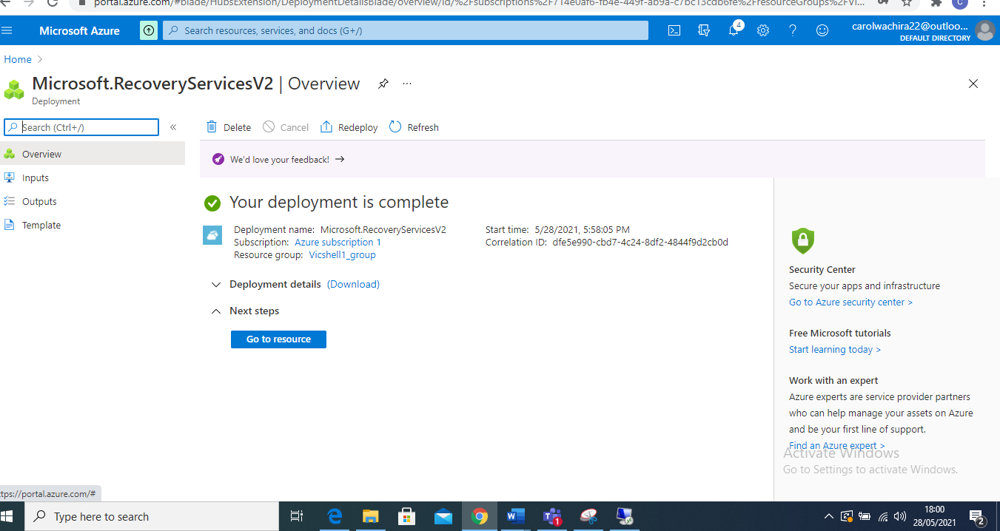 portal.azure.com/#blade/HubsExtension/DeploymentDetailsBlade/overview/id/%2Fsubscriptions%2F714e0af6-fb4e-449f-ab9a-c7bc13cdb6fe%2FresourceGroups%2FVi...
C
Microsoft Azure
Search resources, services, and docs (G+/)
4
carolwachira22@outloo...
DEFAULT DIRECTORY
Home >
Microsoft.RecoveryServicesV2 | Overview
Deployment
Search (Ctrl+/)
Delete Cancel Redeploy Refresh
Overview
Inputs
Outputs
Template
We'd love your feedback! →
Your deployment is complete
Deployment name: Microsoft.RecoveryServicesV2
Subscription: Azure subscription 1
Resource group: Vicshell1_group
Start time: 5/28/2021, 5:58:05 PM
Correlation ID: dfe5e990-cbd7-4c24-8df2-4844f9d2cb0d
Deployment details (Download)
Next steps
Go to resource
Security Center
Secure your apps and infrastructure
Go to Azure security center >
Free Microsoft tutorials
Start learning today >
Work with an expert
Azure experts are service provider partners
who can help manage your assets on Azure
and be your first line of support.
Find an Azure expert >
Activate Windows
Go to Settings to activate Windows.
ttps://portal.azure.com/#
Type here to search
1
18:00
28/05/2021
2